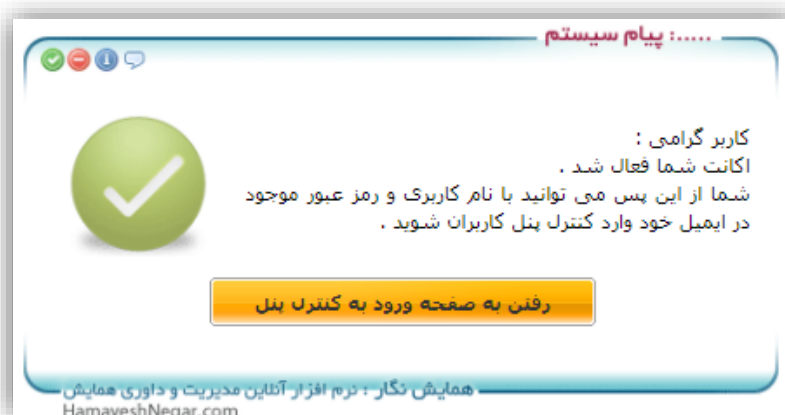 .....: پیام سیستم
کاربر گرامی :
اکانت شما فعال شد .
شما از این پس می توانید با نام کاربری و رمز عبور موجود
در ایمیل خود وارد کنترل پنل کاربران شوید .
رفتن به صفحه ورود به کنترل پنل
همایش نگار : نرم افزار آنلاین مدیریت و داوری همایش
HamayeshNegar.com